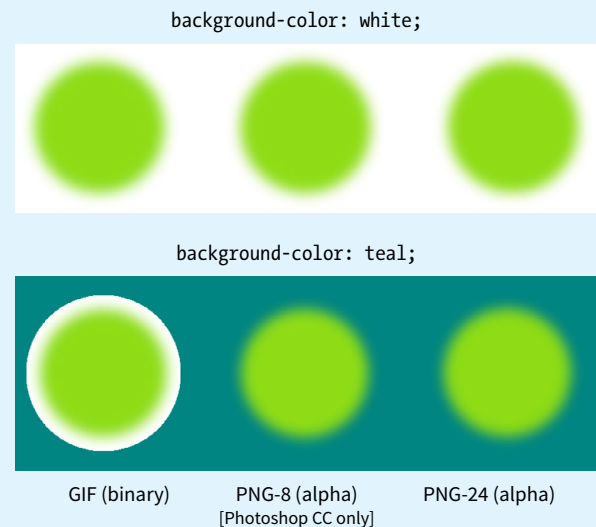 background-color: white;
background-color: teal;
GIF (binary)
PNG-8 (alpha)
PNG-24 (alpha)
[Photoshop CC only]